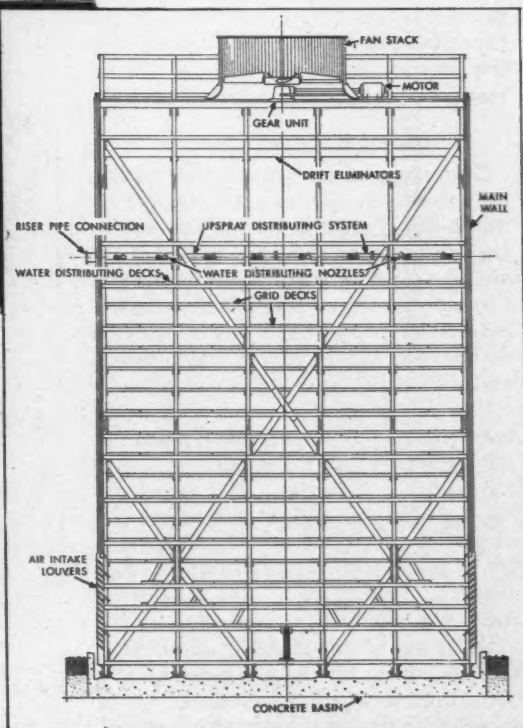 FAN STACK
MOTOR
GEAR UNIT
DRIFT ELIMINATORS
MAIN
WALL
RISER PIPE CONNECTION
UPSPRAY DISTRIBUTING SYSTEM
WATER DISTRIBUTING DECKS
WATER DISTRIBUTING NOZZLES
GRID DECKS
AIR INTAKE
LOUVERS
CONCRETE BASIN